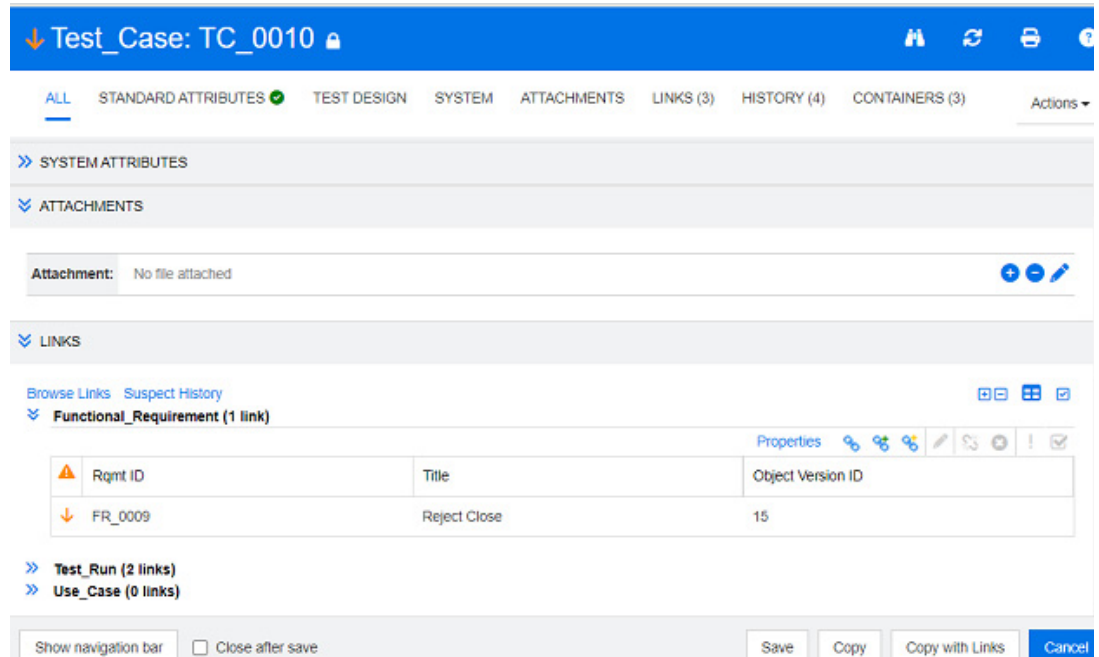 Test_Case: TC_0010
ALL STANDARD ATTRIBUTES TEST DESIGN SYSTEM ATTACHMENTS LINKS (3) HISTORY (4) CONTAINERS (3) Actions
SYSTEM ATTRIBUTES
ATTACHMENTS
Attachment: No file attached
LINKS
Browse Links Suspect History
Functional_Requirement (1 link)
Properties
Rqmt ID Title Object Version ID
FR_0009 Reject Close 15
Test_Run (2 links)
Use_Case (0 links)
Show navigation bar Close after save Save Copy Copy with Links Cancel